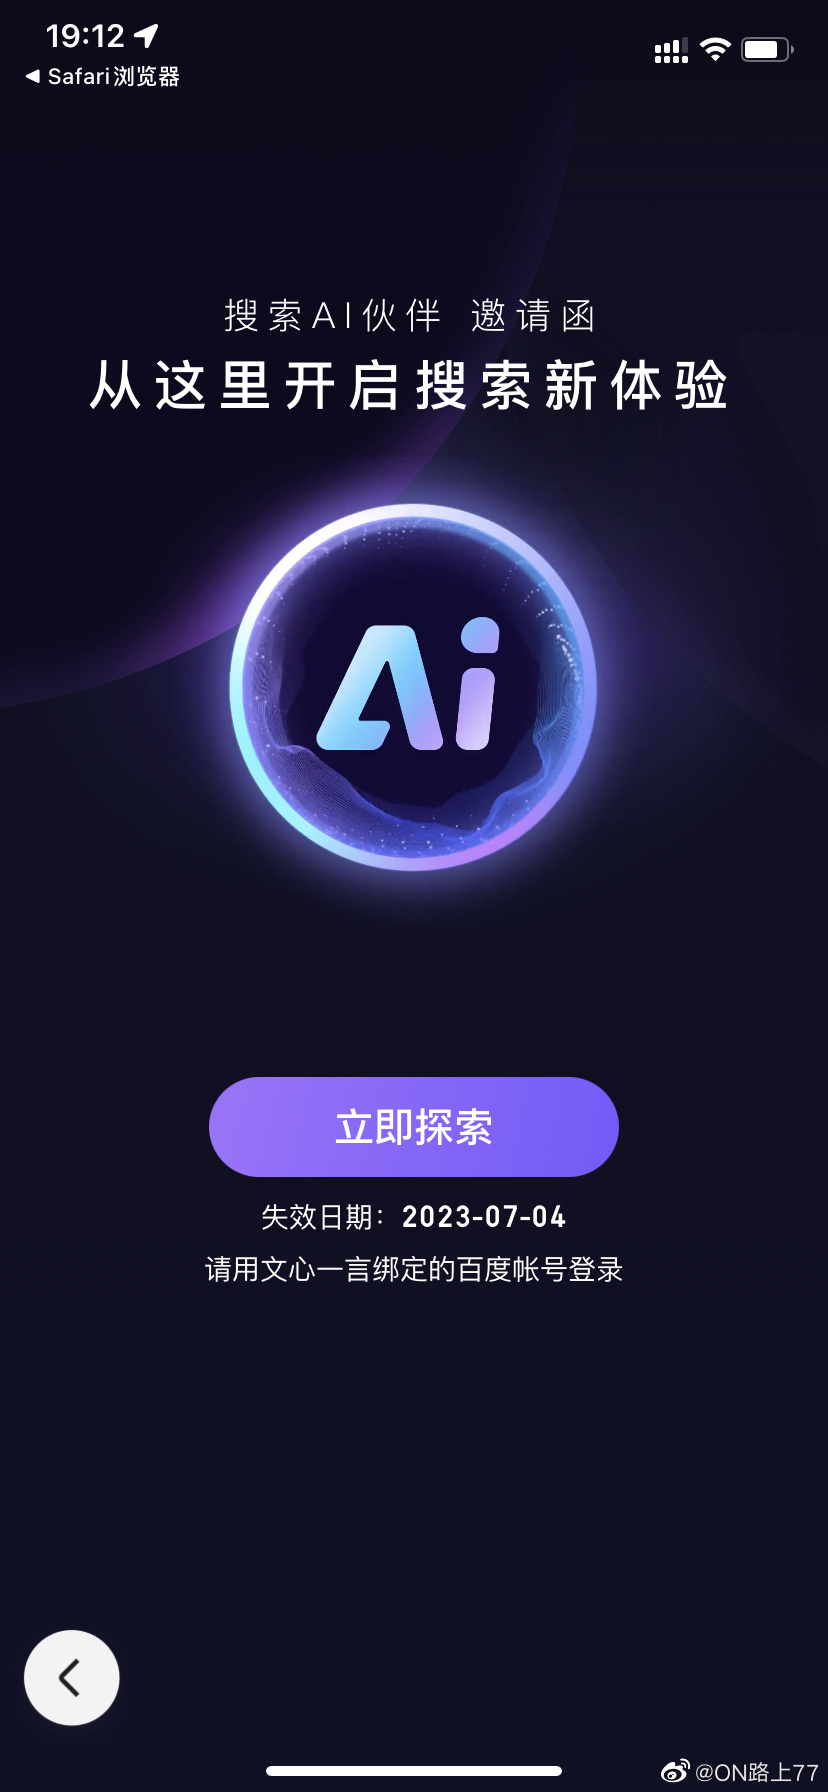 19:12
Safari浏览器
搜索AI伙伴 邀请函
从这里开启搜索新体验
Ai
立即探索
失效日期：2023-07-04
请用文心一言绑定的百度帐号登录
@ON路上77